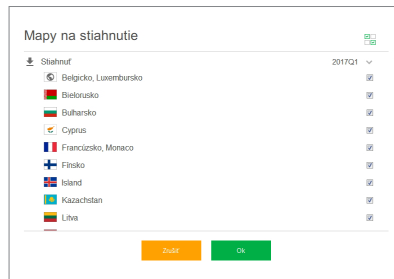 Mapy na stiahnutie
Stiahnuť 2017Q1
Belgicko, Luxembursko
Bielorusko
Bulharsko
Cyprus
Francúzsko, Monaco
Fínsko
Island
Kazachstan
Litva
Zrušiť Ok